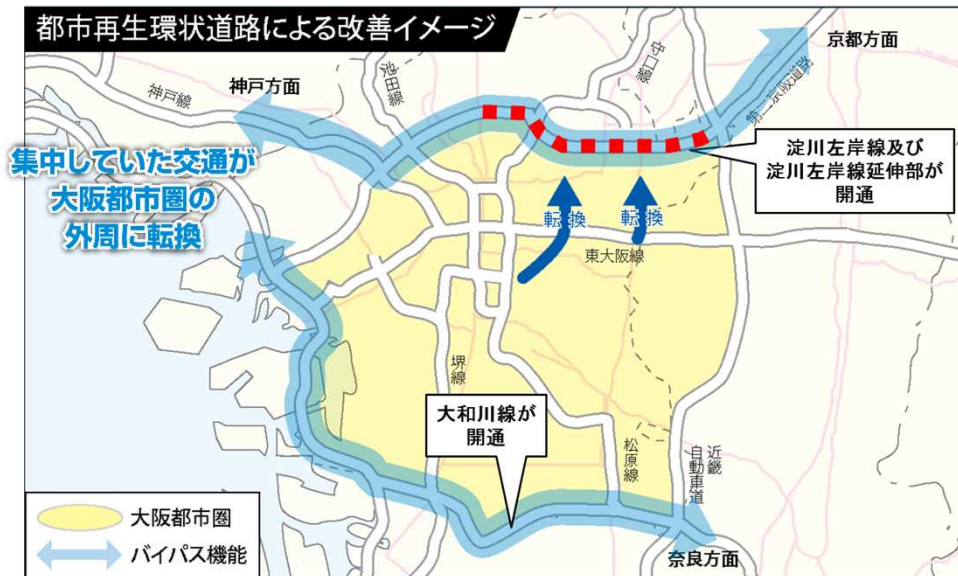 都市再生環状道路による改善イメージ
神戸方面
神戸線
池田線
守口線
京都方面
第二京阪道路
集中していた交通が
大阪都市圏の
外周に転換
淀川左岸線及び
淀川左岸線延伸部が
開通
転換
転換
東大阪線
堺線
大和川線が
開通
松原線
近畿
自動車道
奈良方面
大阪都市圏
バイパス機能